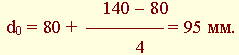 140 – 80
d₀ = 80 + ———— = 95 мм.
4